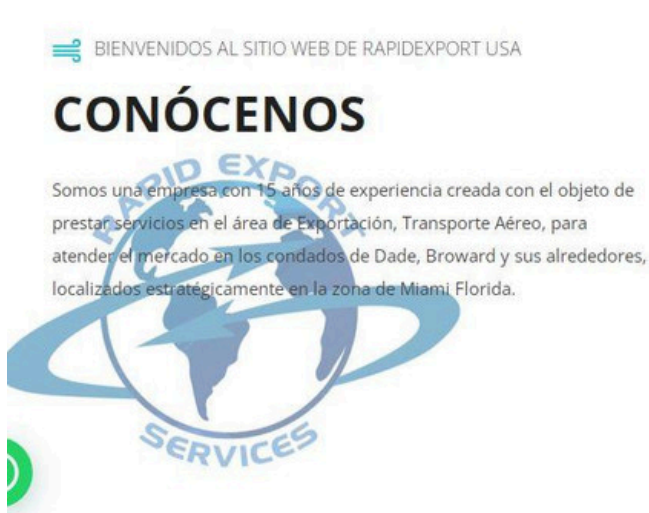 BIENVENIDOS AL SITIO WEB DE RAPIDEXPORT USA
CONÓCENOS
RAPID EXPORT
Somos una empresa con 15 años de experiencia creada con el objeto de
prestar servicios en el área de Exportación, Transporte Aéreo, para
atender el mercado en los condados de Dade, Broward y sus alrededores,
localizados estratégicamente en la zona de Miami Florida.
SERVICES